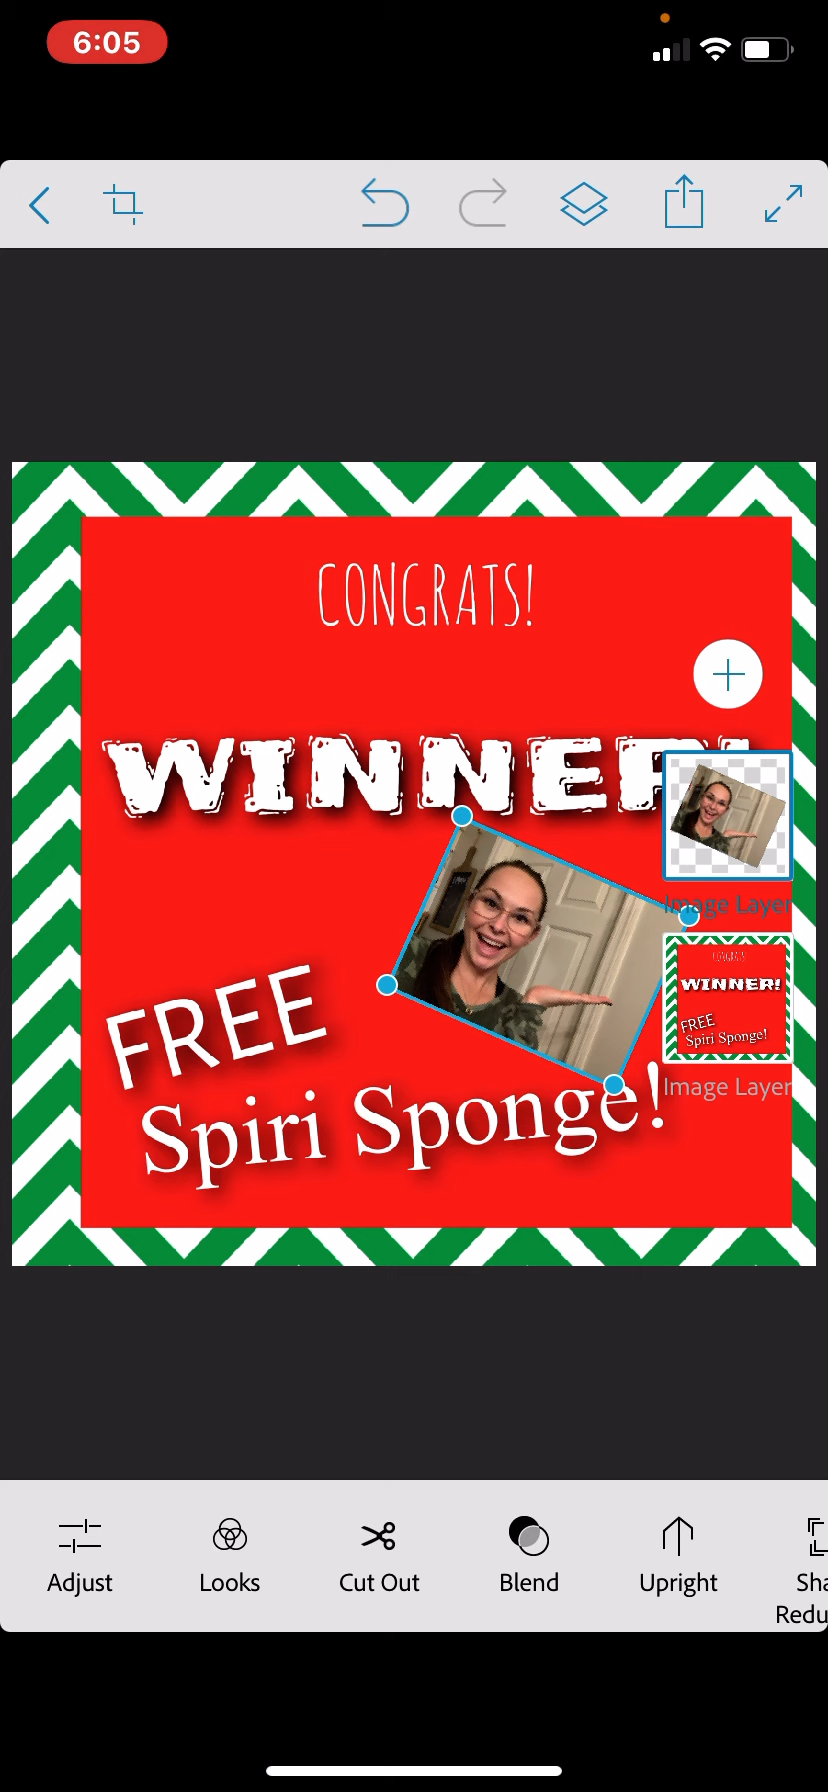 6:05
CONGRATS!
WINNER!
Image Layer
CONGRATS!
WINNER!
FREE
Spiri Sponge!
Image Layer
FREE
Spiri Sponge!
Adjust
Looks
Cut Out
Blend
Upright